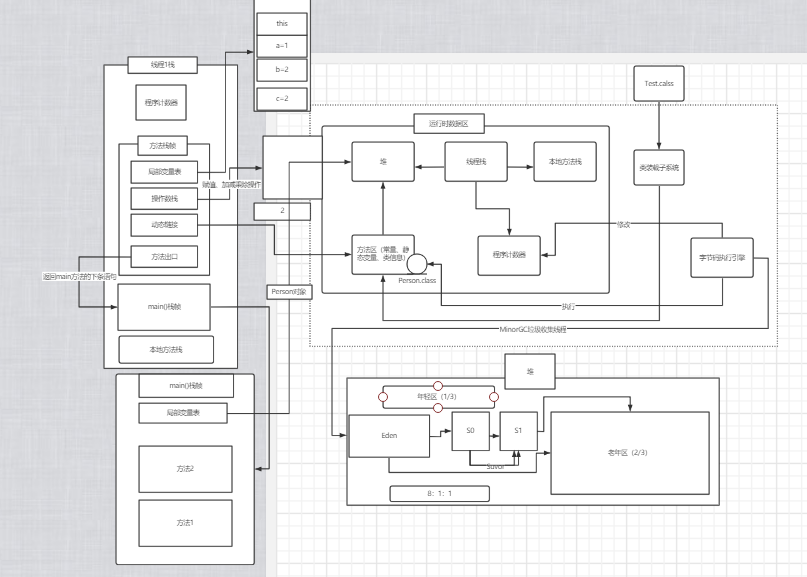 this
a=1
b=2
c=2
2
线程1栈
程序计数器
方法栈帧
局部变量表
操作数栈
动态链接
方法出口
赋值，加减乘除操作
返回main方法的下条语句
main()栈帧
本地方法栈
main()栈帧
局部变量表
方法2
方法1
Person对象
运行时数据区
堆
线程栈
本地方法栈
方法区（常量，静
态变量，类信息）
Person.class
程序计数器
Test.calss
类装载子系统
字节码执行引擎
修改
执行
MinorGC垃圾收集线程
堆
年轻区（1/3）
Eden
S0
S1
老年区（2/3）
8：1：1